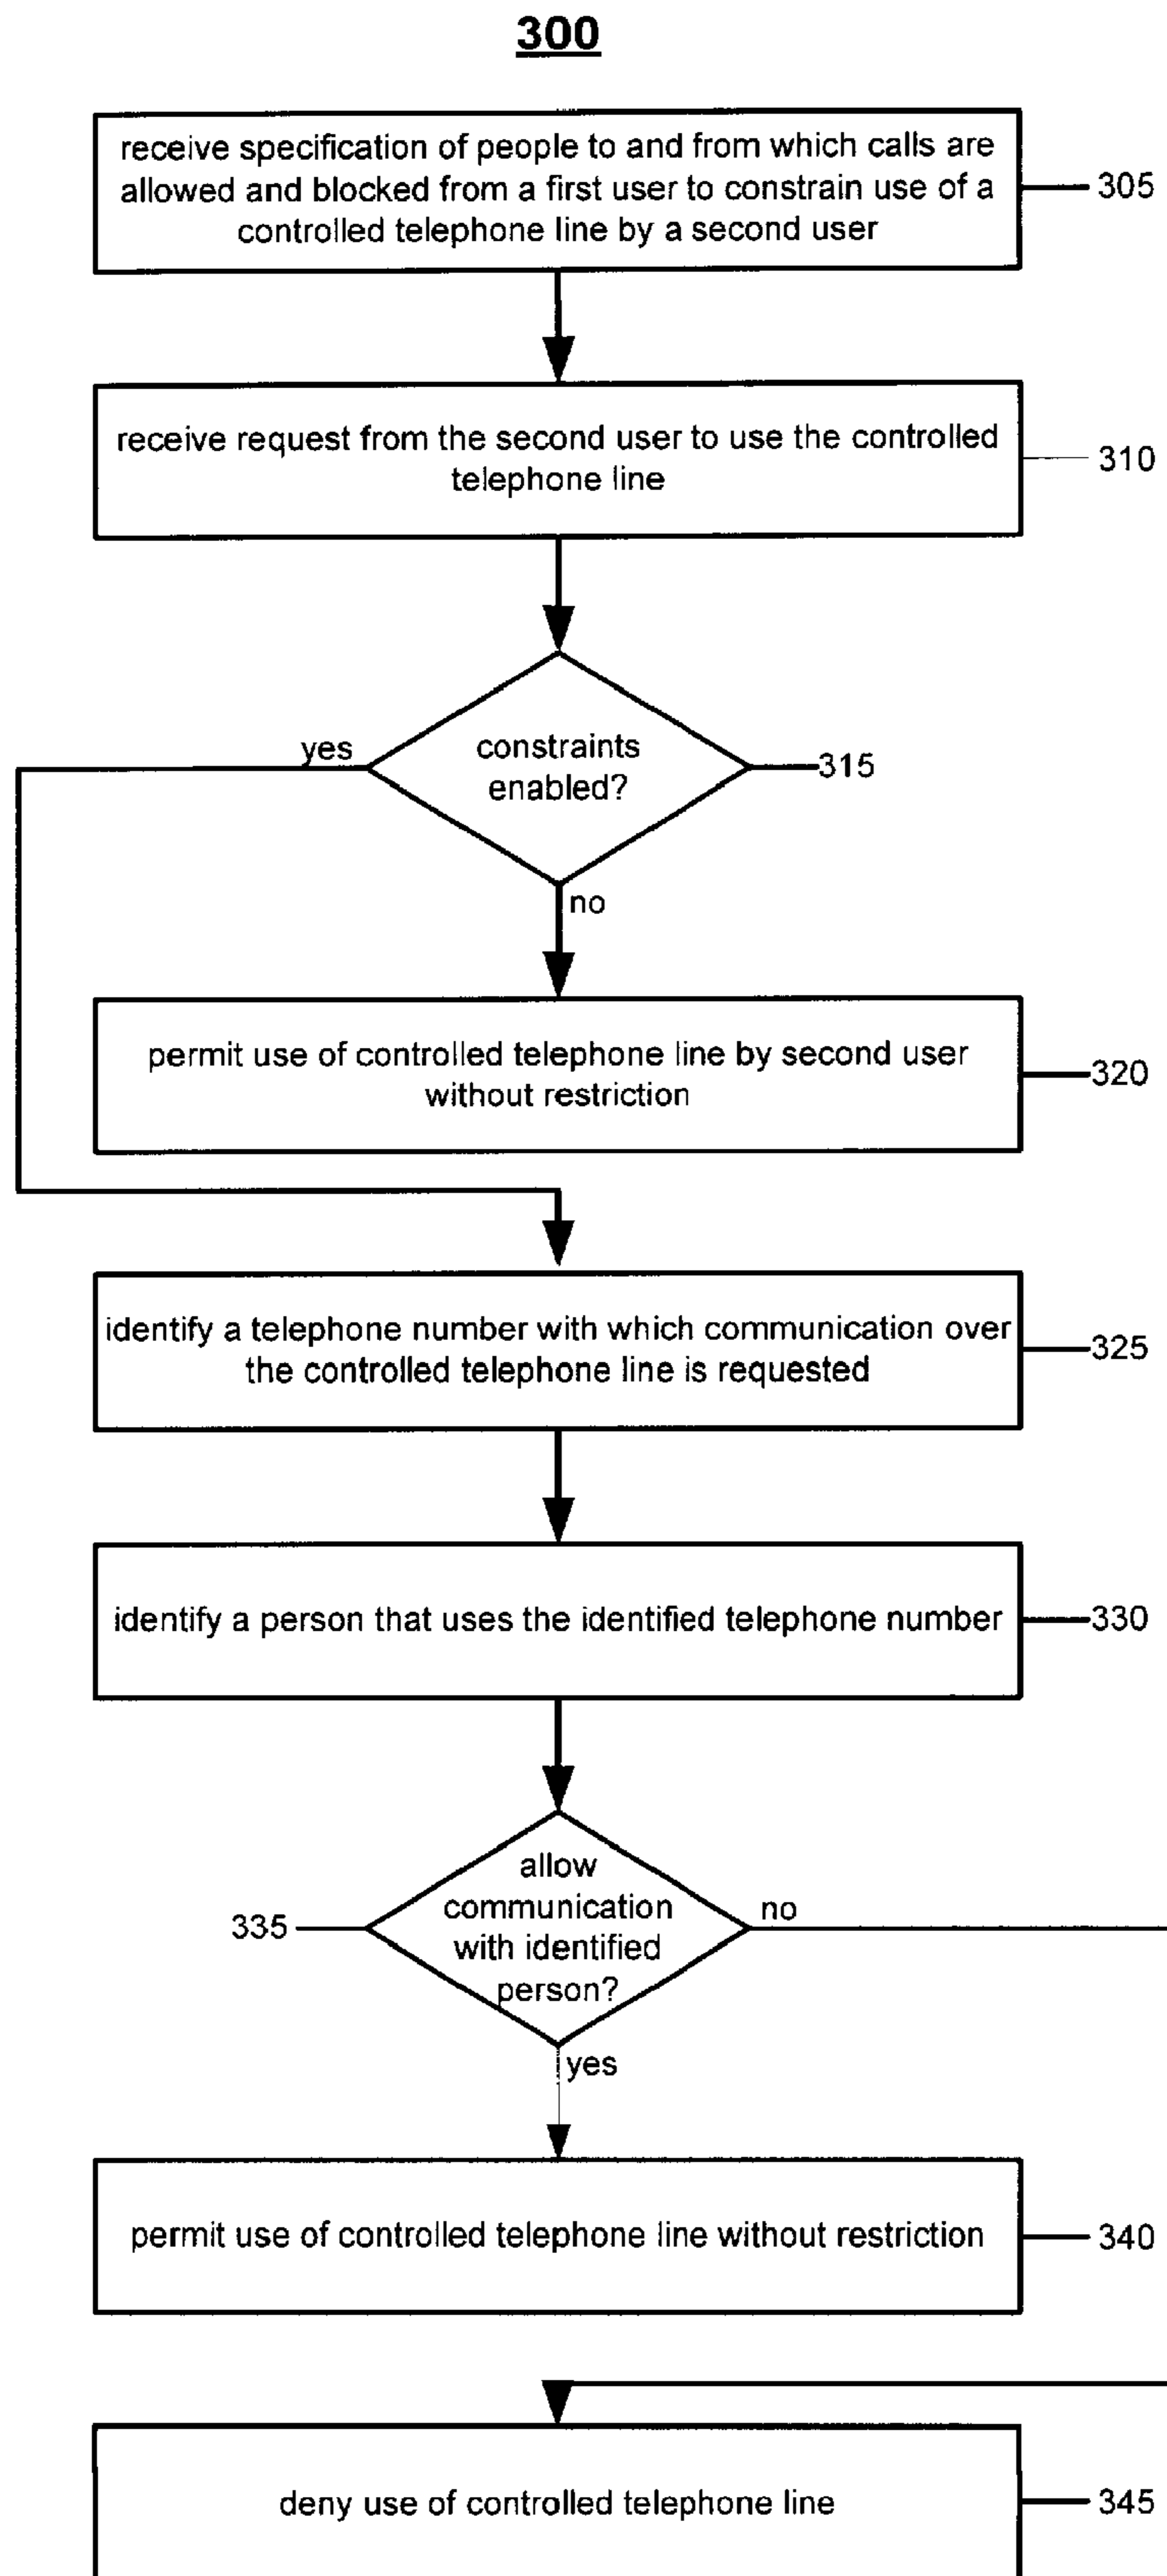 300
receive specification of people to and from which calls are
allowed and blocked from a first user to constrain use of a
controlled telephone line by a second user
305
receive request from the second user to use the controlled
telephone line
310
yes
constraints
enabled?
315
no
permit use of controlled telephone line by second user
without restriction
320
identify a telephone number with which communication over
the controlled telephone line is requested
325
identify a person that uses the identified telephone number
330
allow
communication
with identified
person?
335
no
yes
permit use of controlled telephone line without restriction
340
deny use of controlled telephone line
345